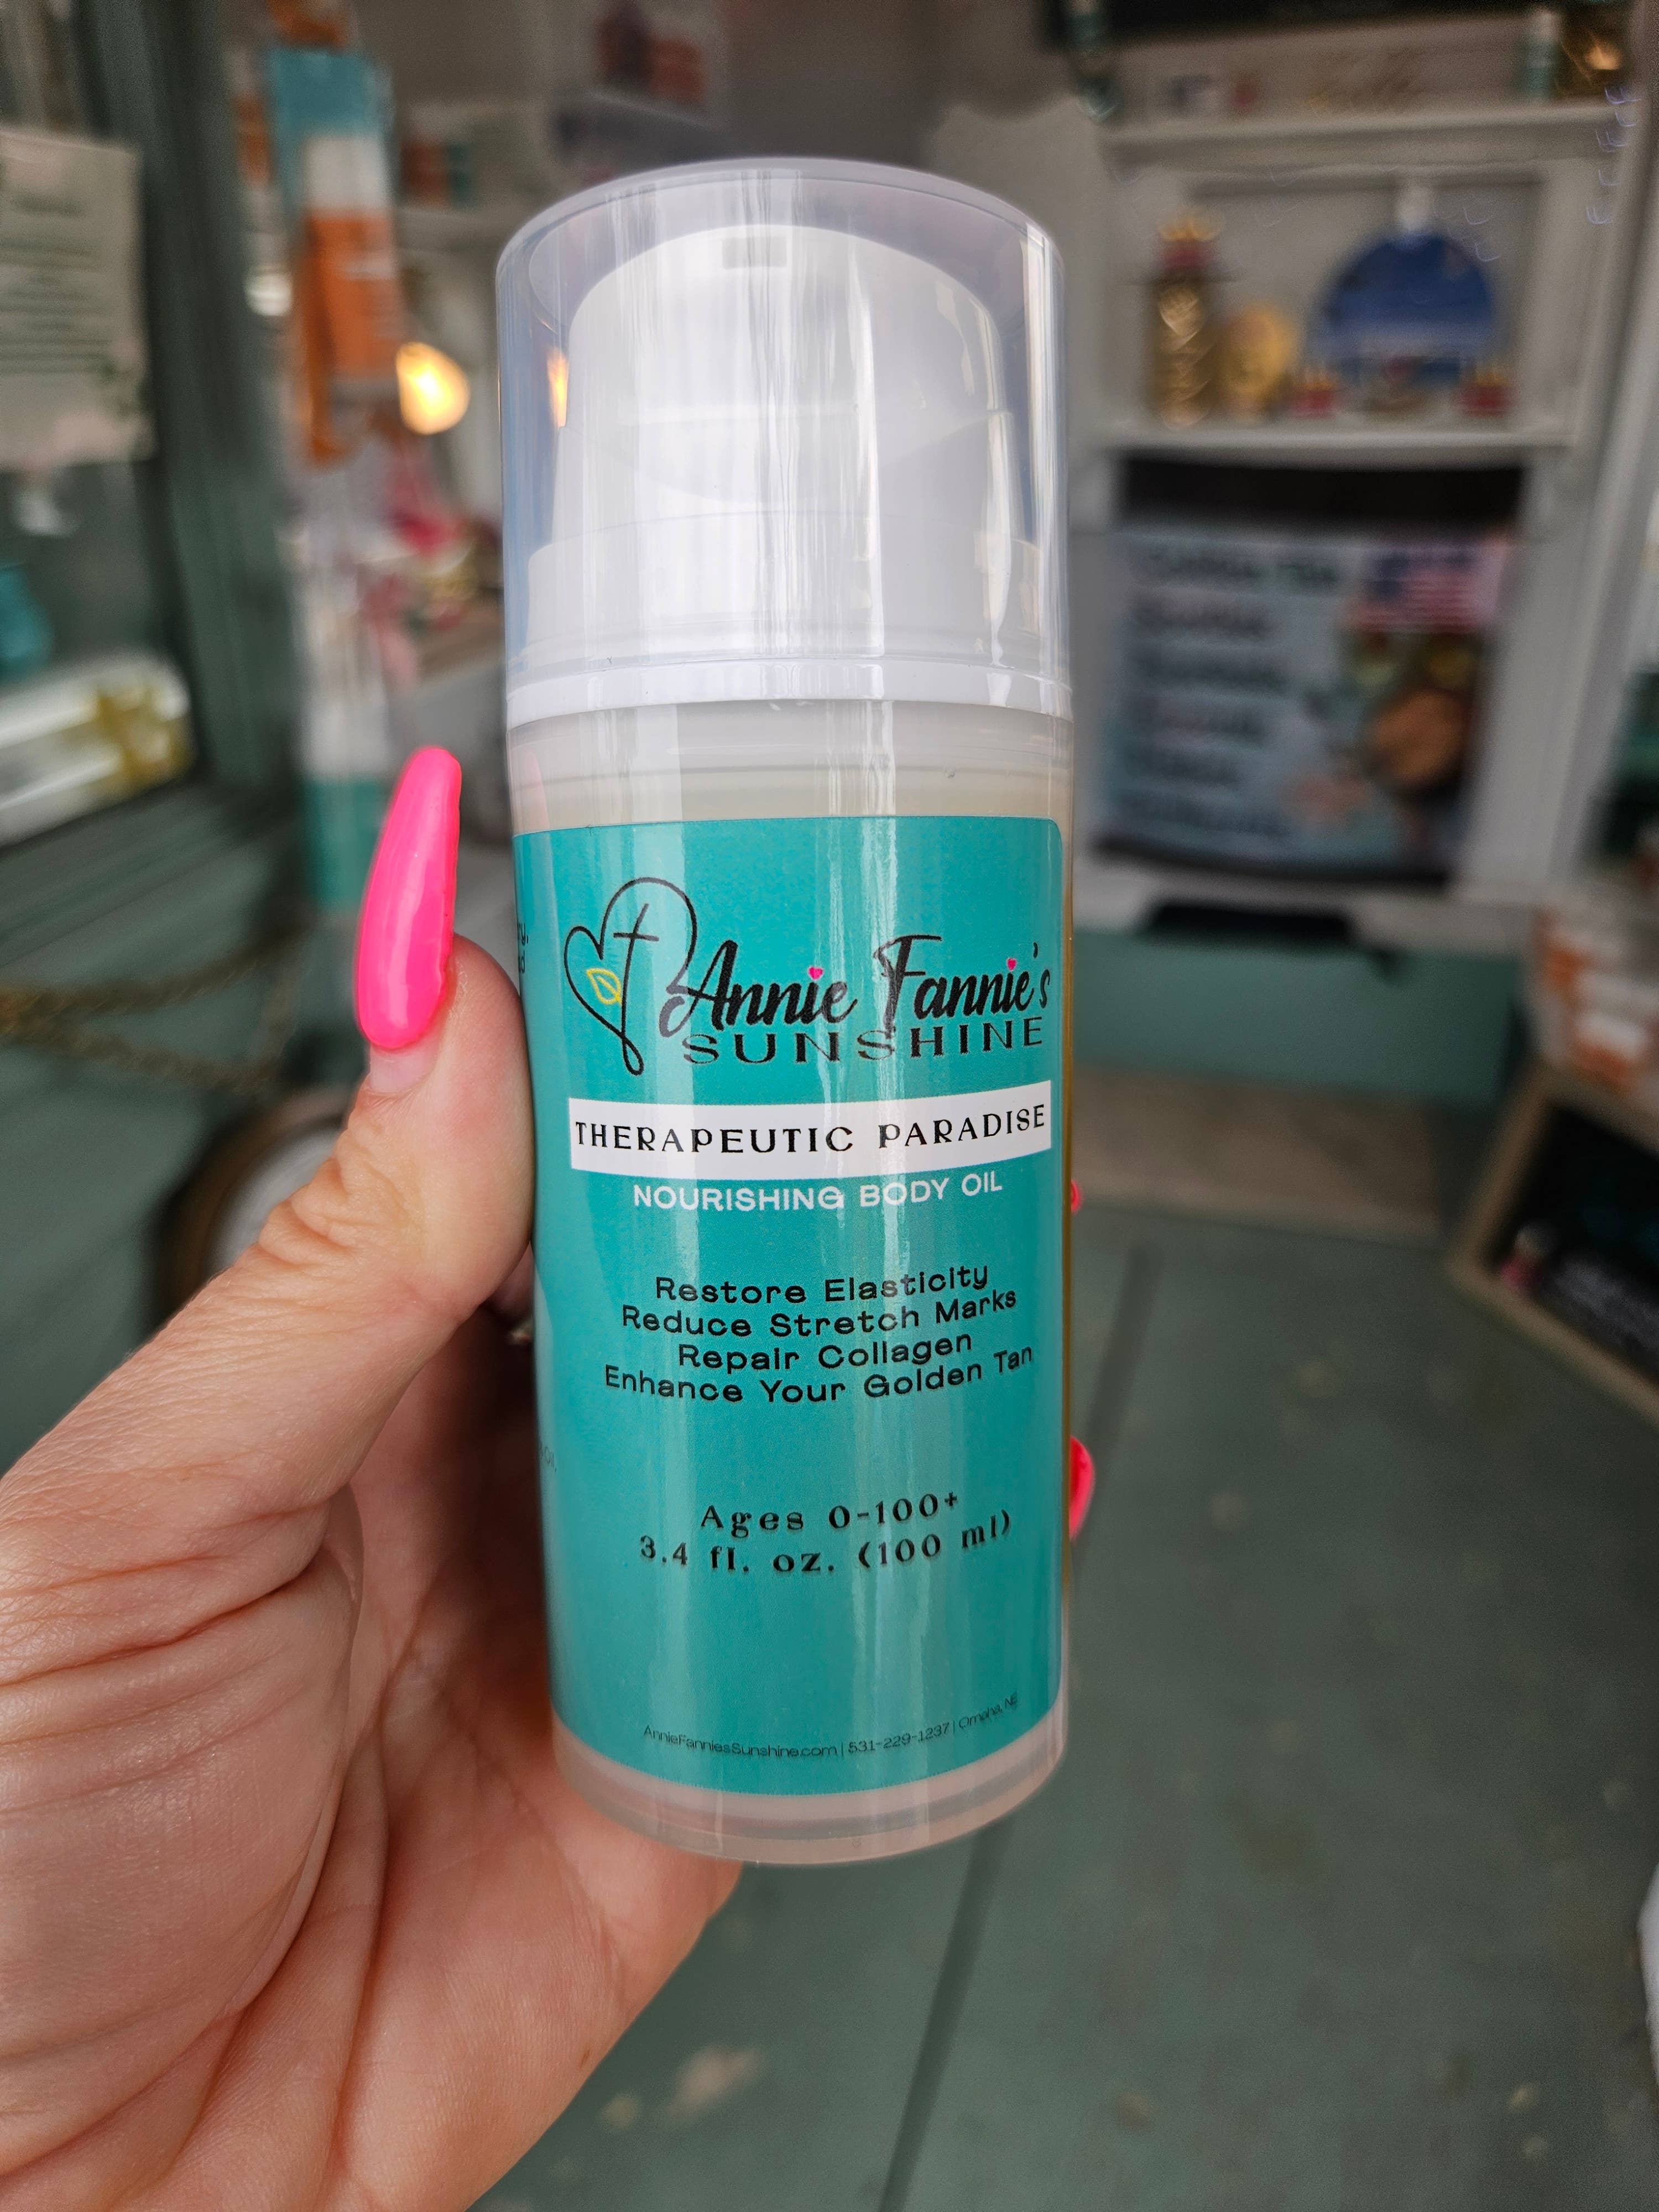 Annie Fannie's
SUNSHINE
THERAPEUTIC PARADISE
NOURISHING BODY OIL
Restore Elasticity
Reduce Stretch Marks
Repair Collagen
Enhance Your Golden Tan
Ages 0-100+
3.4 fl. oz. (100 ml)
AnnieFanniesSunshine.com | 531-229-1237 | Omaha, NE